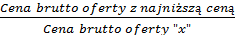 Cena brutto oferty z najniższą ceną
Cena brutto oferty "x"